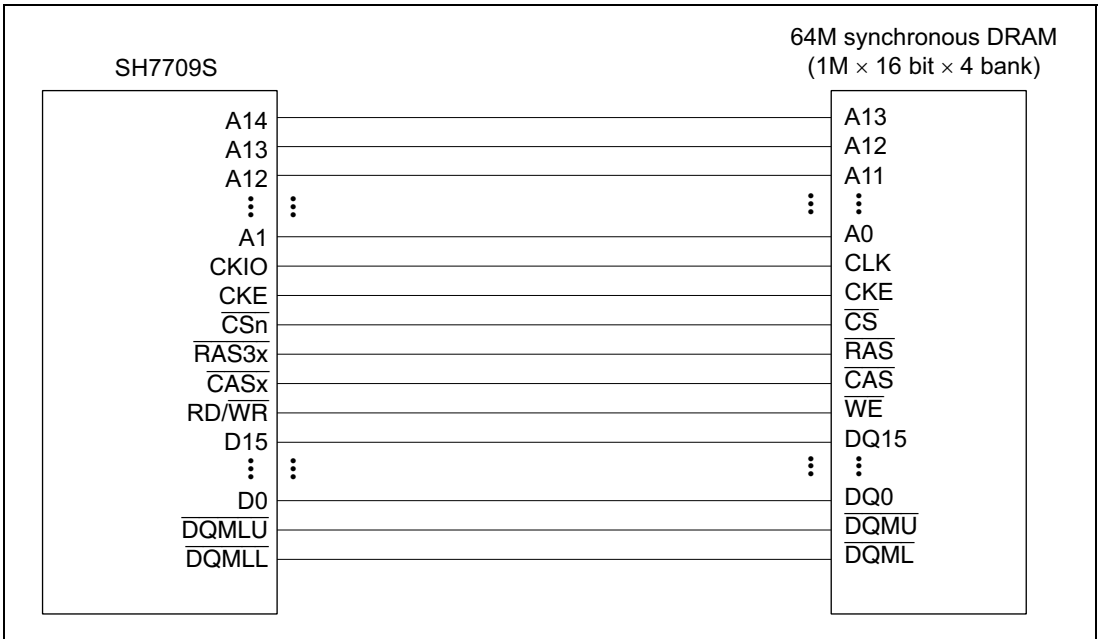 64M synchronous DRAM
(1M × 16 bit × 4 bank)
SH7709S
A14 A13
A13 A12
A12 A11
A1 A0
CKIO CLK
CKE CKE
CSn CS
RAS3x RAS
CASx CAS
RD/WR WE
D15 DQ15
D0 DQ0
DQMLU DQMU
DQMLL DQML